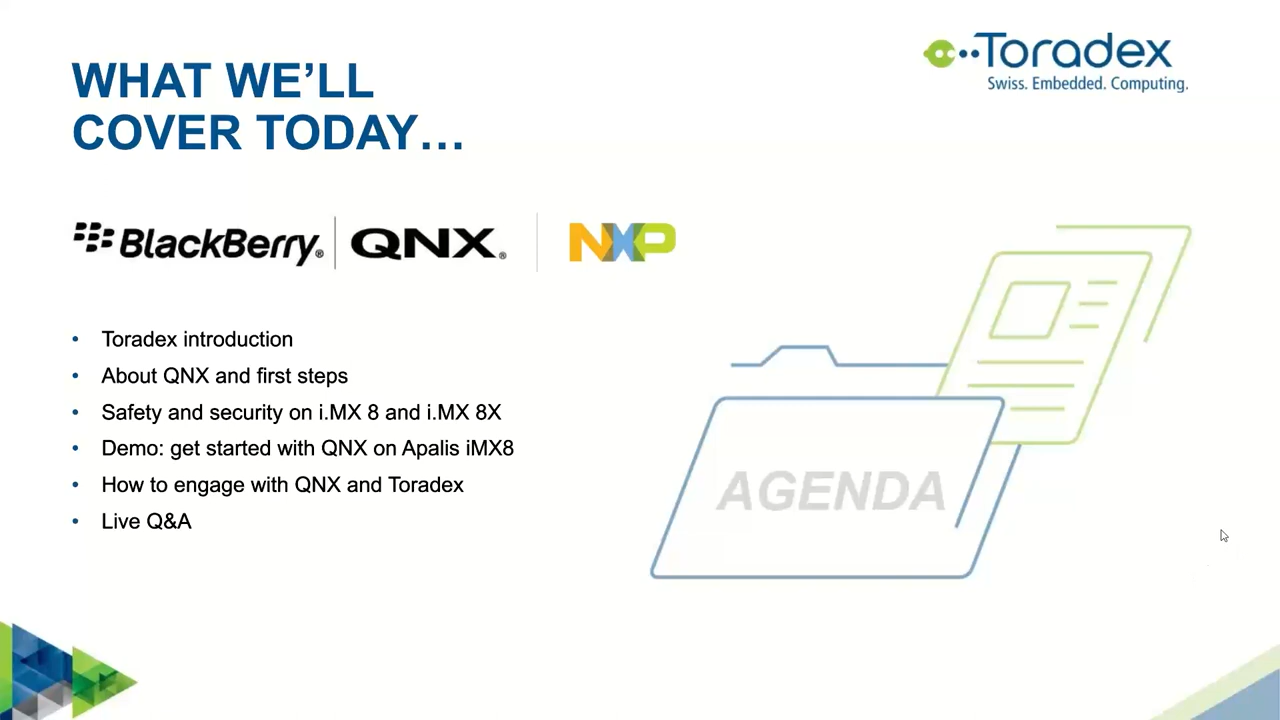 Toradex
Swiss. Embedded. Computing.
WHAT WE’LL
COVER TODAY…
BlackBerry® QNX® NXP
• Toradex introduction
• About QNX and first steps
• Safety and security on i.MX 8 and i.MX 8X
• Demo: get started with QNX on Apalis iMX8
• How to engage with QNX and Toradex
• Live Q&A
AGENDA